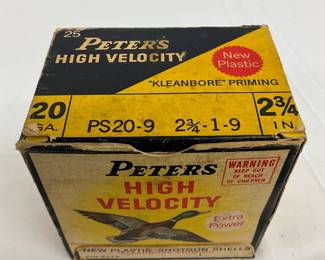 25
PETERS
HIGH VELOCITY
New
Plastic
"KLEANBORE" PRIMING
20
GA.
PS20-9 2¾-1-9
2¾
IN.
PETERS
HIGH
VELOCITY
WARNING
KEEP OUT
OF REACH
OF CHILDREN
Extra
Power
NEW PLASTIC SHOTGUN SHELLS